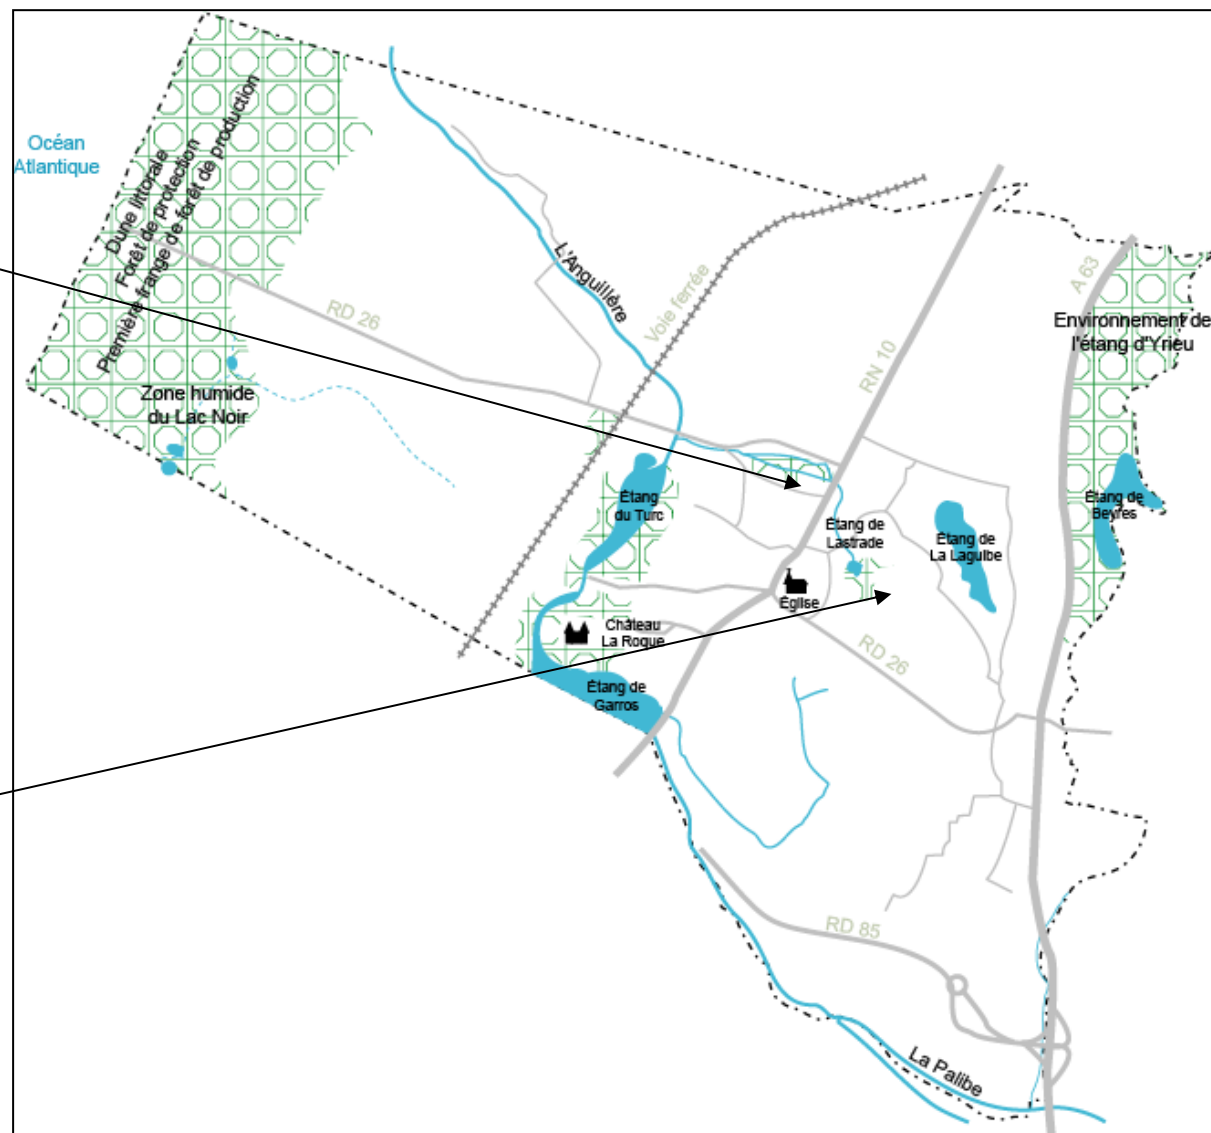 Océan
Atlantique
Dune littorale
Forêt de protection
Première frange de forêt de production
RD 26
L'Anguillère
Voie ferrée
RN 10
A 63
Environnement de
l'étang d'Yrieu
Zone humide
du Lac Noir
Étang
du Turc
Étang de
Lastrade
Étang de
La Laguibe
Étang de
Beyres
Église
Château
La Roque
RD 26
Étang de
Garros
RD 85
La Palibe